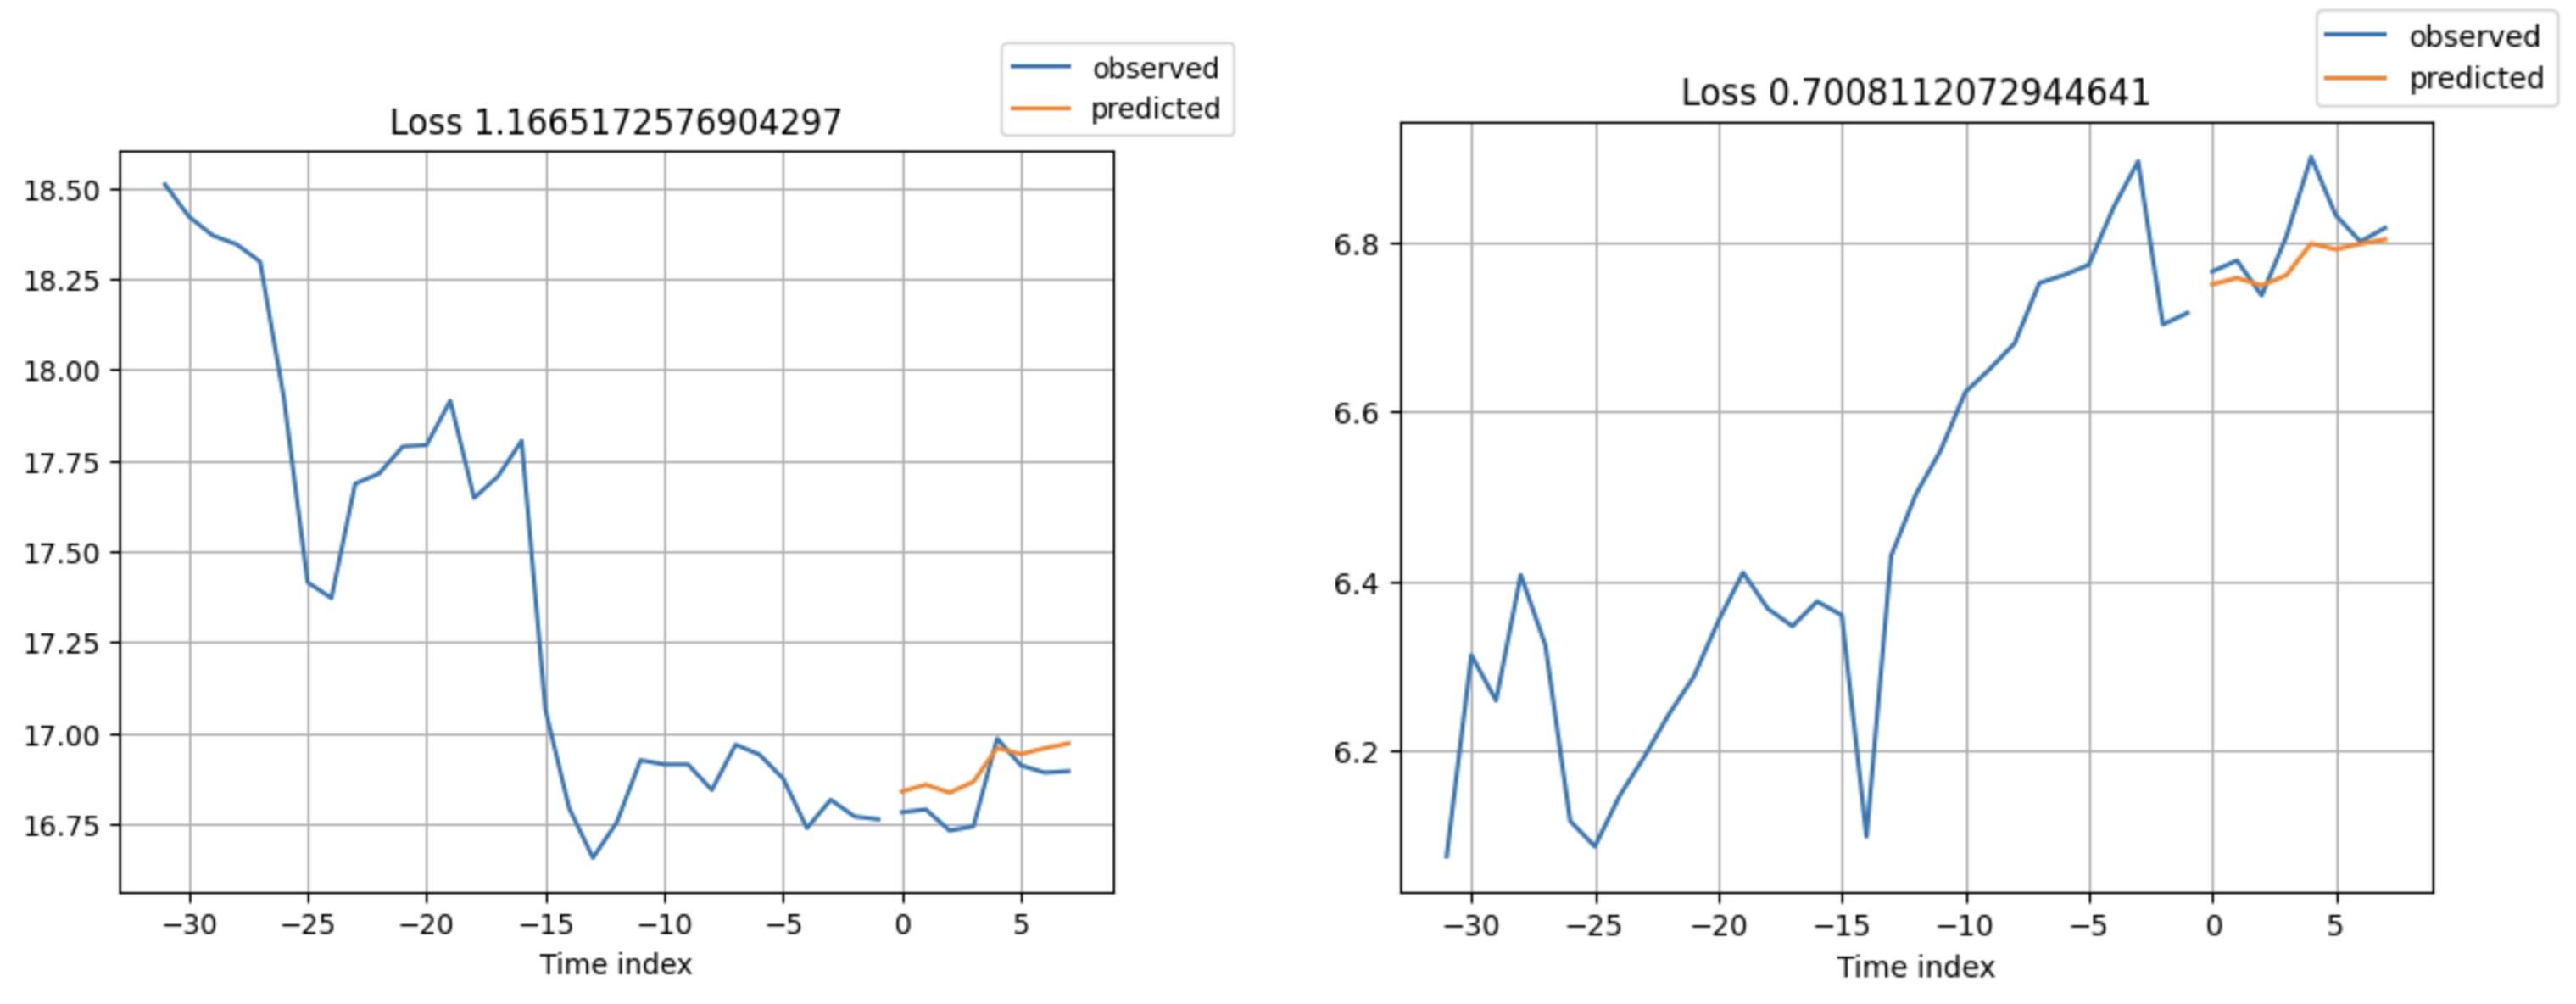 observed
predicted
Loss 1.1665172576904297
18.50
18.25
18.00
17.75
17.50
17.25
17.00
16.75
−30 −25 −20 −15 −10 −5 0 5
Time index
observed
predicted
Loss 0.7008112072944641
6.8
6.6
6.4
6.2
−30 −25 −20 −15 −10 −5 0 5
Time index